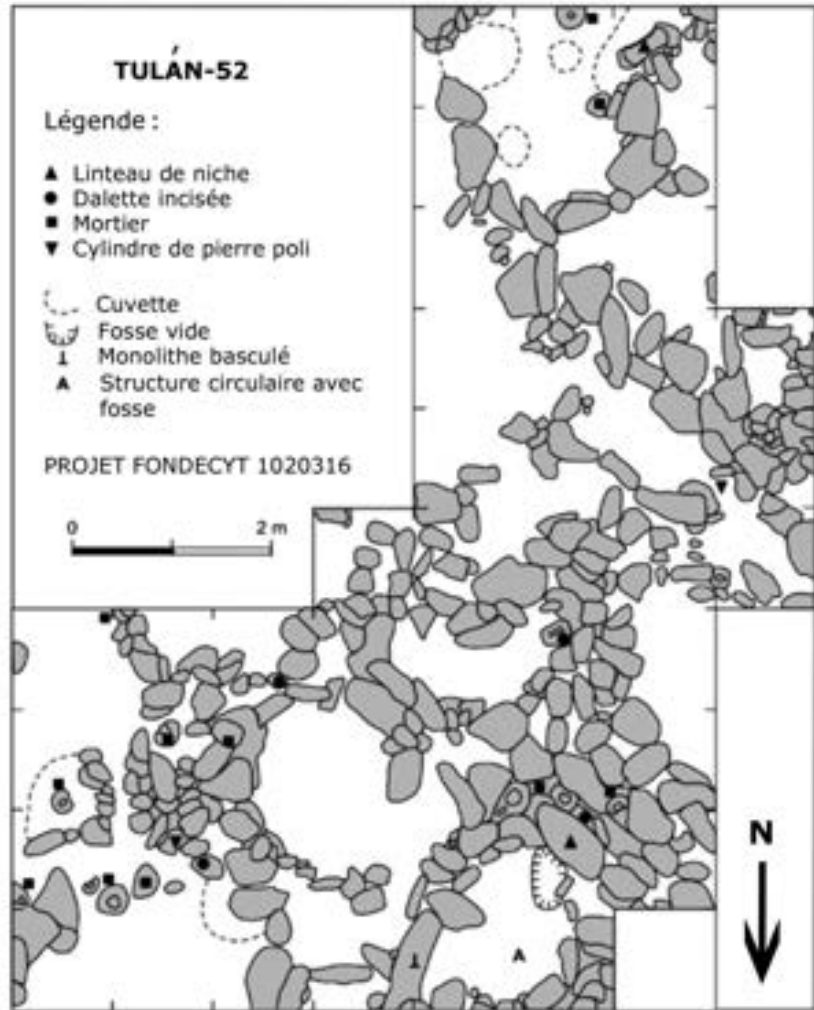 TULÁN-52
Légende :
Linteau de niche
Dalette incisée
Mortier
Cylindre de pierre poli
Cuvette
Fosse vide
Monolithe basculé
Structure circulaire avec
fosse
PROJET FONDECYT 1020316
0 2 m
N